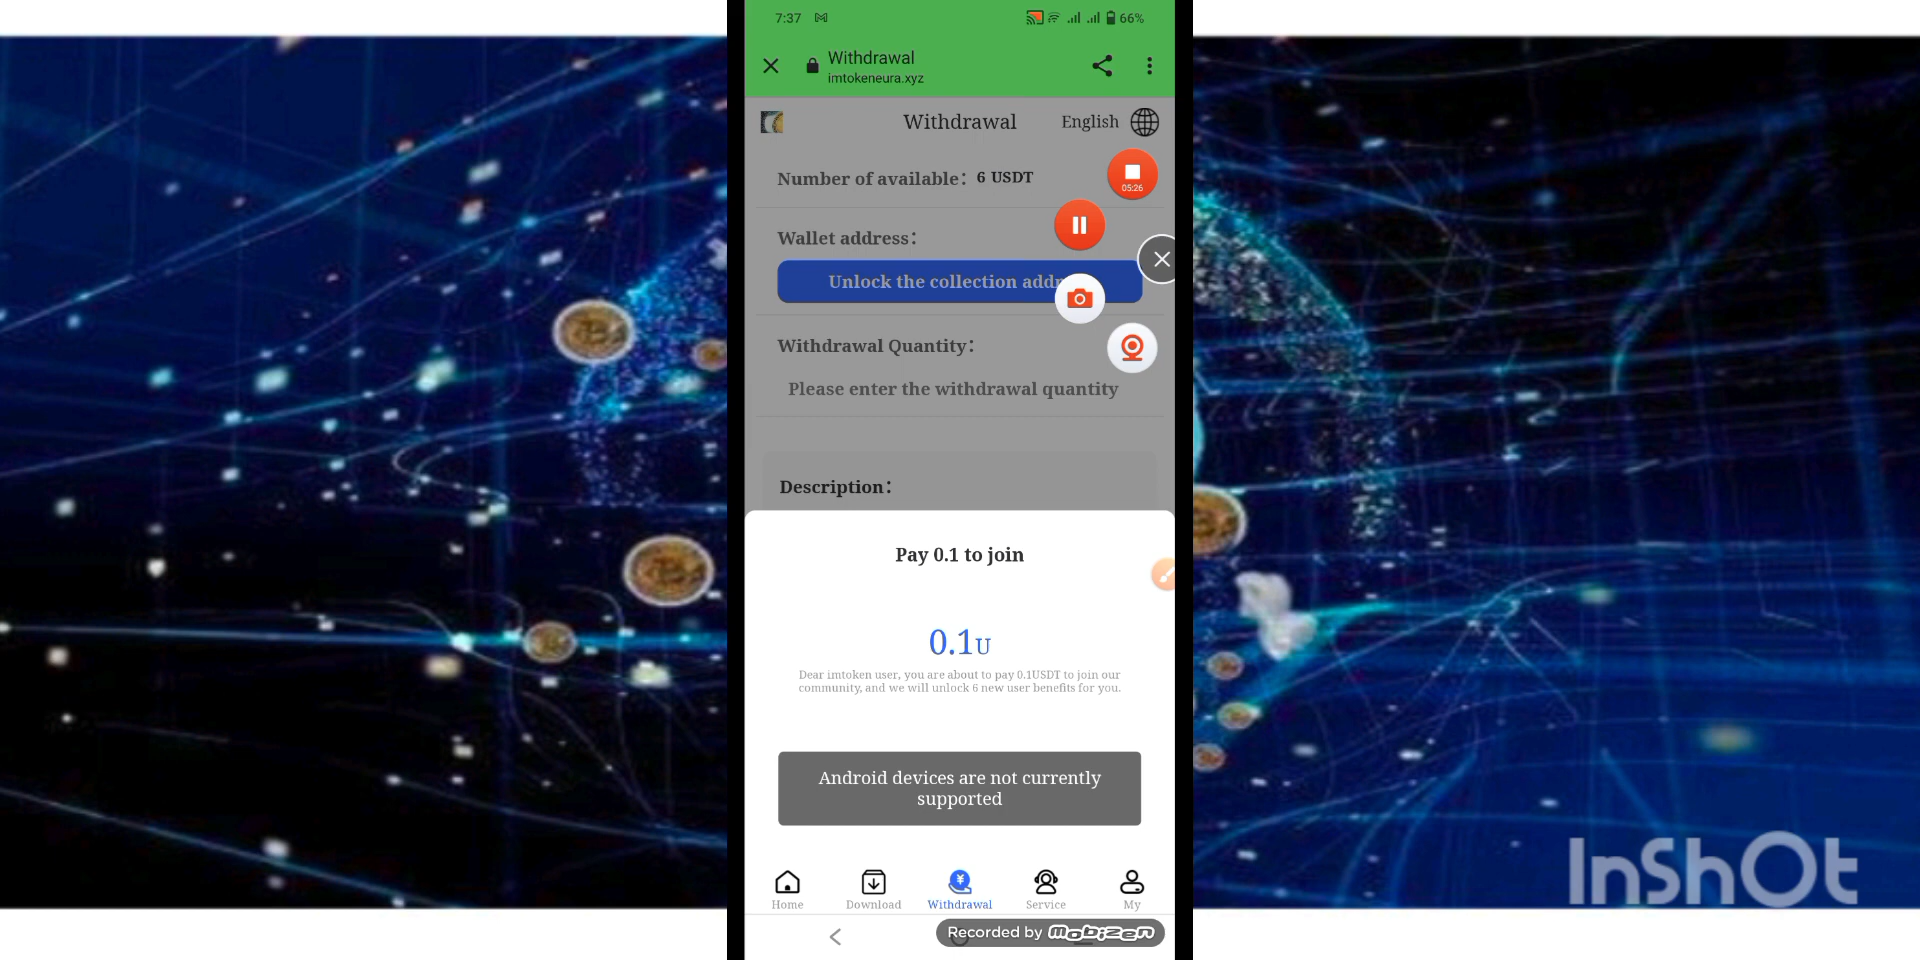 7:37
66%
Withdrawal
imtokeneura.xyz
Withdrawal
English
Number of available：
6 USDT
05:26
Wallet address：
Unlock the collection addr
Withdrawal Quantity：
Please enter the withdrawal quantity
Description：
Pay 0.1 to join
0.1U
Dear imtoken user, you are about to pay 0.1USDT to join our
community, and we will unlock 6 new user benefits for you.
Android devices are not currently
supported
Home
Download
Withdrawal
Service
My
Recorded by mobizen
InShOt